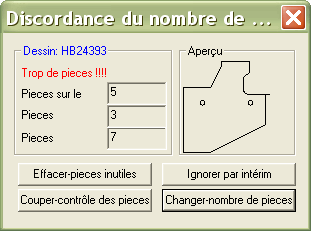 Discordance du nombre de ...
Dessin: HB24393
Aperçu
Trop de pieces !!!!
Pieces sur le 5
Pieces 3
Pieces 7
Effacer-pieces inutiles
Ignorer par intérim
Couper-contrôle des pieces
Changer-nombre de pieces